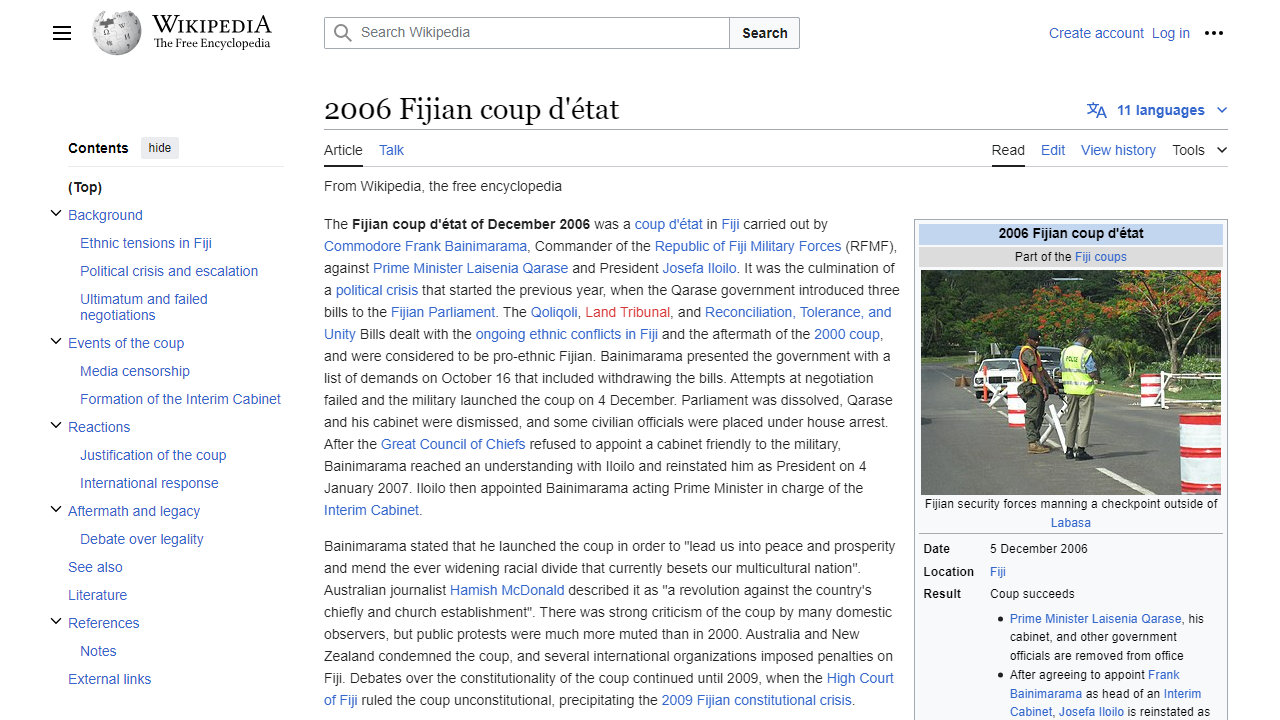 WIKIPEDIA
The Free Encyclopedia
Search Wikipedia
Search
Create account
Log in
2006 Fijian coup d'état
11 languages
Contents
hide
Article
Talk
Read
Edit
View history
Tools
From Wikipedia, the free encyclopedia
(Top)
Background
Ethnic tensions in Fiji
Political crisis and escalation
Ultimatum and failed
negotiations
Events of the coup
Media censorship
Formation of the Interim Cabinet
Reactions
Justification of the coup
International response
Aftermath and legacy
Debate over legality
See also
Literature
References
Notes
External links
The Fijian coup d'état of December 2006 was a coup d'état in Fiji carried out by
Commodore Frank Bainimarama, Commander of the Republic of Fiji Military Forces (RFMF),
against Prime Minister Laisenia Qarase and President Josefa Iloilo. It was the culmination of
a political crisis that started the previous year, when the Qarase government introduced three
bills to the Fijian Parliament. The Qoliqoli, Land Tribunal, and Reconciliation, Tolerance, and
Unity Bills dealt with the ongoing ethnic conflicts in Fiji and the aftermath of the 2000 coup,
and were considered to be pro-ethnic Fijian. Bainimarama presented the government with a
list of demands on October 16 that included withdrawing the bills. Attempts at negotiation
failed and the military launched the coup on 4 December. Parliament was dissolved, Qarase
and his cabinet were dismissed, and some civilian officials were placed under house arrest.
After the Great Council of Chiefs refused to appoint a cabinet friendly to the military,
Bainimarama reached an understanding with Iloilo and reinstated him as President on 4
January 2007. Iloilo then appointed Bainimarama acting Prime Minister in charge of the
Interim Cabinet.
Bainimarama stated that he launched the coup in order to "lead us into peace and prosperity
and mend the ever widening racial divide that currently besets our multicultural nation".
Australian journalist Hamish McDonald described it as "a revolution against the country's
chiefly and church establishment". There was strong criticism of the coup by many domestic
observers, but public protests were much more muted than in 2000. Australia and New
Zealand condemned the coup, and several international organizations imposed penalties on
Fiji. Debates over the constitutionality of the coup continued until 2009, when the High Court
of Fiji ruled the coup unconstitutional, precipitating the 2009 Fijian constitutional crisis.
2006 Fijian coup d'état
Part of the Fiji coups
POLICE
Fijian security forces manning a checkpoint outside of
Labasa
Date 5 December 2006
Location Fiji
Result Coup succeeds
• Prime Minister Laisenia Qarase, his
cabinet, and other government
officials are removed from office
• After agreeing to appoint Frank
Bainimarama as head of an Interim
Cabinet, Josefa Iloilo is reinstated as